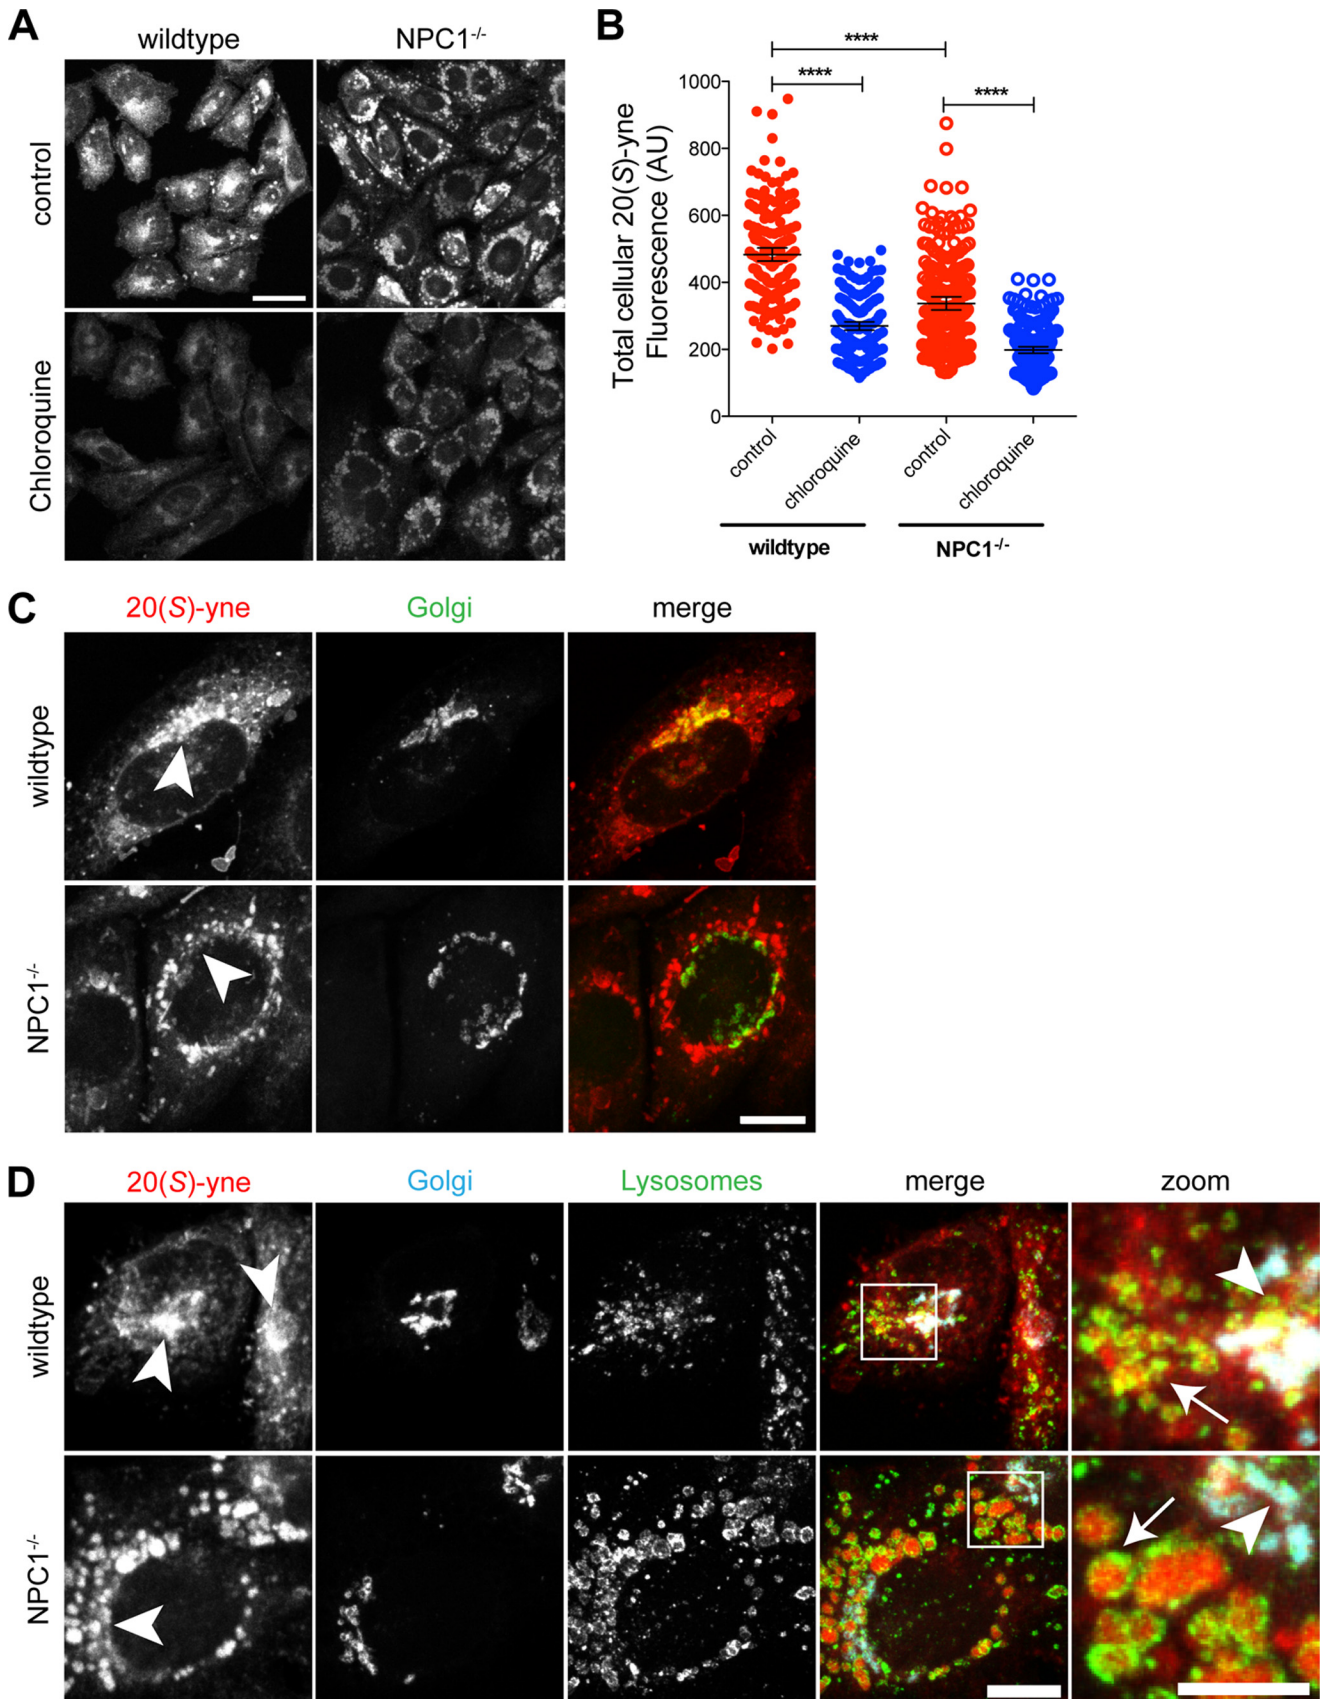 A
wildtype
NPC1-/-
control
Chloroquine
B
****
****
****
Total cellular 20(S)-yne
Fluorescence (AU)
1000
800
600
400
200
0
control
chloroquine
control
chloroquine
wildtype
NPC1-/-
C
20(S)-yne
Golgi
merge
wildtype
NPC1-/-
D
20(S)-yne
Golgi
Lysosomes
merge
zoom
wildtype
NPC1-/-